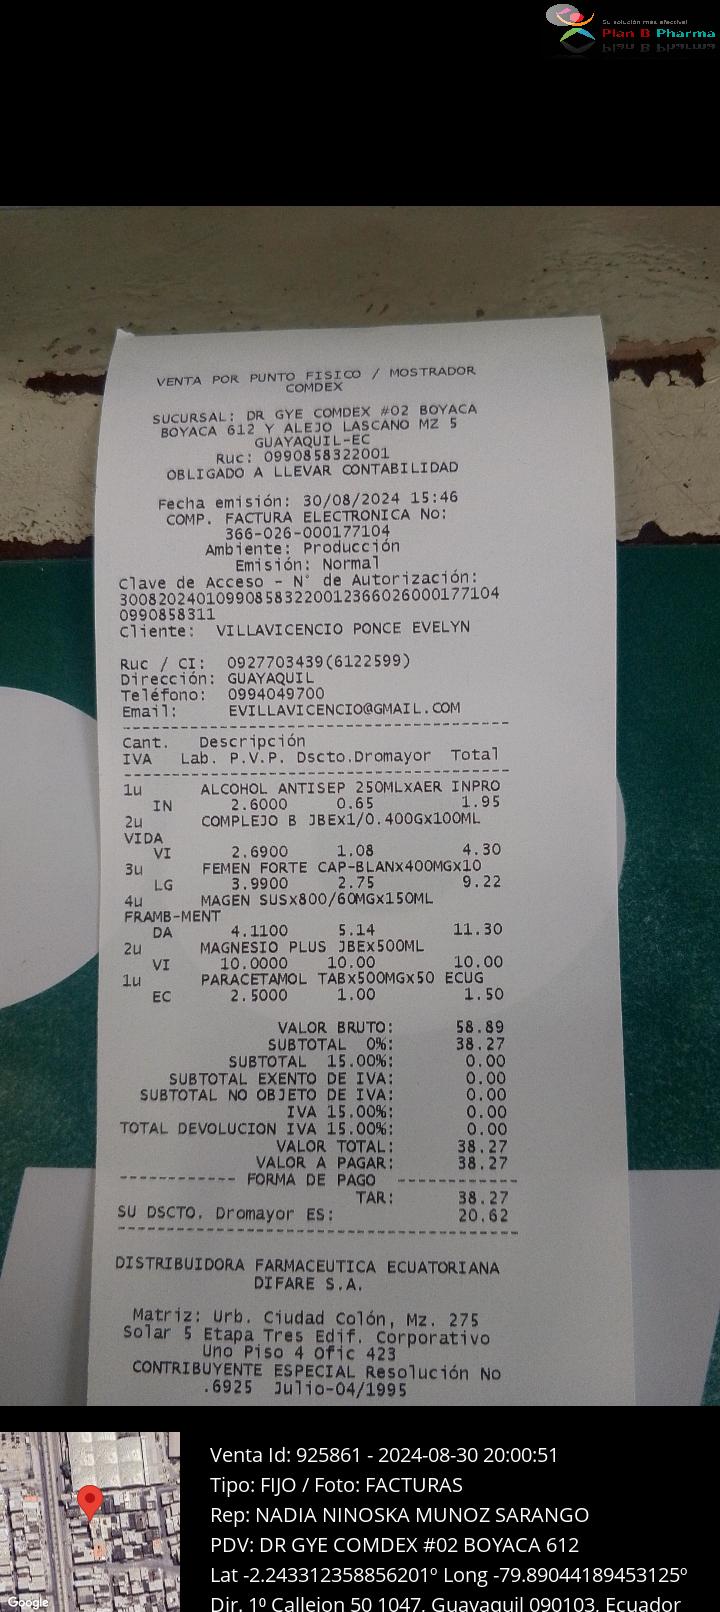 Su solución más efectiva!
Plan B Pharma
VENTA POR PUNTO FISICO / MOSTRADOR
COMDEX
SUCURSAL: DR GYE COMDEX #02 BOYACA
BOYACA 612 Y ALEJO LASCANO MZ 5
GUAYAQUIL-EC
Ruc: 0990858322001
OBLIGADO A LLEVAR CONTABILIDAD
Fecha emisión: 30/08/2024 15:46
COMP. FACTURA ELECTRONICA No:
366-026-000177104
Ambiente: Producción
Emisión: Normal
Clave de Acceso - N° de Autorización:
300820240109908583220012366026000177104
0990858311
Cliente: VILLAVICENCIO PONCE EVELYN
Ruc / CI: 0927703439(6122599)
Dirección: GUAYAQUIL
Teléfono: 0994049700
Email: EVILLAVICENCIO@GMAIL.COM
Cant. Descripción
IVA Lab. P.V.P. Dscto.Dromayor Total
1u ALCOHOL ANTISEP 250MLxAER INPRO
IN 2.6000 0.65 1.95
2u COMPLEJO B JBEx1/0.400Gx100ML
VIDA
VI 2.6900 1.08 4.30
3u FEMEN FORTE CAP-BLANx400MGx10
LG 3.9900 2.75 9.22
4u MAGEN SUSx800/60MGx150ML
FRAMB-MENT
DA 4.1100 5.14 11.30
2u MAGNESIO PLUS JBEx500ML
VI 10.0000 10.00 10.00
1u PARACETAMOL TABx500MGx50 ECUG
EC 2.5000 1.00 1.50
VALOR BRUTO: 58.89
SUBTOTAL 0%: 38.27
SUBTOTAL 15.00%: 0.00
SUBTOTAL EXENTO DE IVA: 0.00
SUBTOTAL NO OBJETO DE IVA: 0.00
IVA 15.00%: 0.00
TOTAL DEVOLUCION IVA 15.00%: 0.00
VALOR TOTAL: 38.27
VALOR A PAGAR: 38.27
------------ FORMA DE PAGO ------------
TAR: 38.27
SU DSCTO. Dromayor ES: 20.62
DISTRIBUIDORA FARMACEUTICA ECUATORIANA
DIFARE S.A.
Matriz: Urb. Ciudad Colón, Mz. 275
Solar 5 Etapa Tres Edif. Corporativo
Uno Piso 4 Ofic 423
CONTRIBUYENTE ESPECIAL Resolución No
.6925 Julio-04/1995
Venta Id: 925861 - 2024-08-30 20:00:51
Tipo: FIJO / Foto: FACTURAS
Rep: NADIA NINOSKA MUNOZ SARANGO
PDV: DR GYE COMDEX #02 BOYACA 612
Lat -2.243312358856201º Long -79.89044189453125º
Dir. 1º Callejon 50 1047, Guayaquil 090103, Ecuador
Google